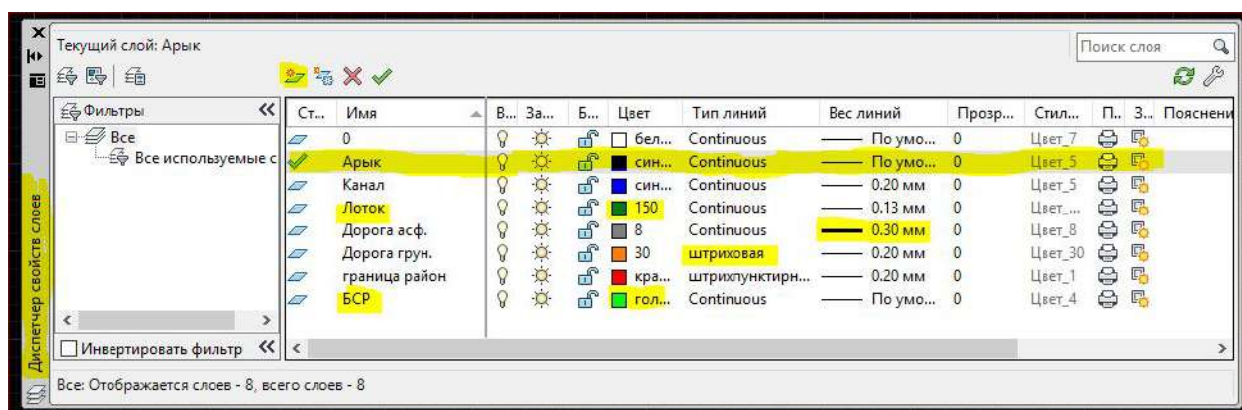 Текущий слой: Арык
Поиск слоя
Фильтры
Все
Все используемые с
Инвертировать фильтр
Диспетчер свойств слоев
Ст... Имя В... За... Б... Цвет Тип линий Вес линий Прозр... Стил... П.. З... Пояснени
0 бел... Continuous По умо... 0 Цвет_7
Арык син... Continuous По умо... 0 Цвет_5
Канал син... Continuous 0.20 мм 0 Цвет_5
Лоток 150 Continuous 0.13 мм 0 Цвет_...
Дорога асф. 8 Continuous 0.30 мм 0 Цвет_8
Дорога грун. 30 штриховая 0.20 мм 0 Цвет_30
граница район кра... штрихпунктирн... 0.20 мм 0 Цвет_1
БСР гол... Continuous По умо... 0 Цвет_4
Все: Отображается слоев - 8, всего слоев - 8